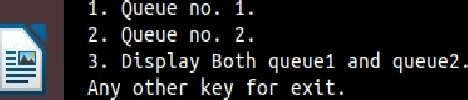 1. Queue no. 1.
2. Queue no. 2.
3. Display Both queue1 and queue2.
Any other key for exit.